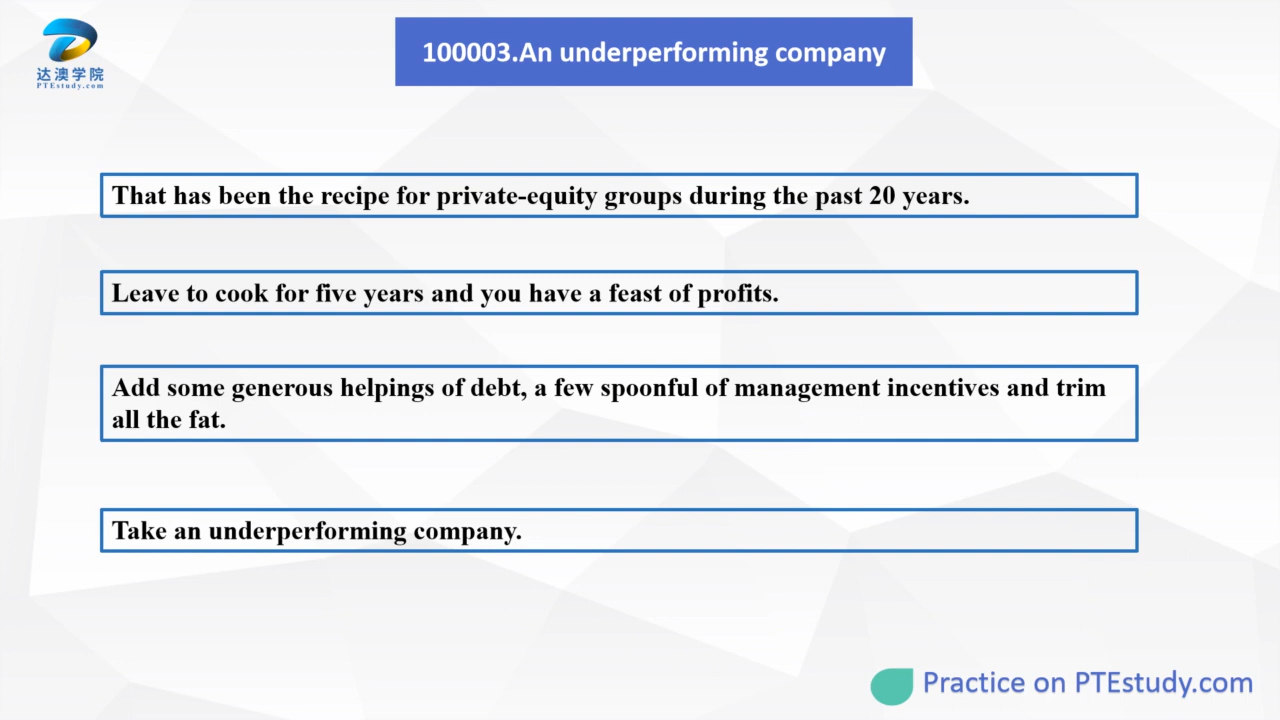 达澳学院
PTEstudy.com
100003.An underperforming company
That has been the recipe for private-equity groups during the past 20 years.
Leave to cook for five years and you have a feast of profits.
Add some generous helpings of debt, a few spoonful of management incentives and trim
all the fat.
Take an underperforming company.
Practice on PTEstudy.com